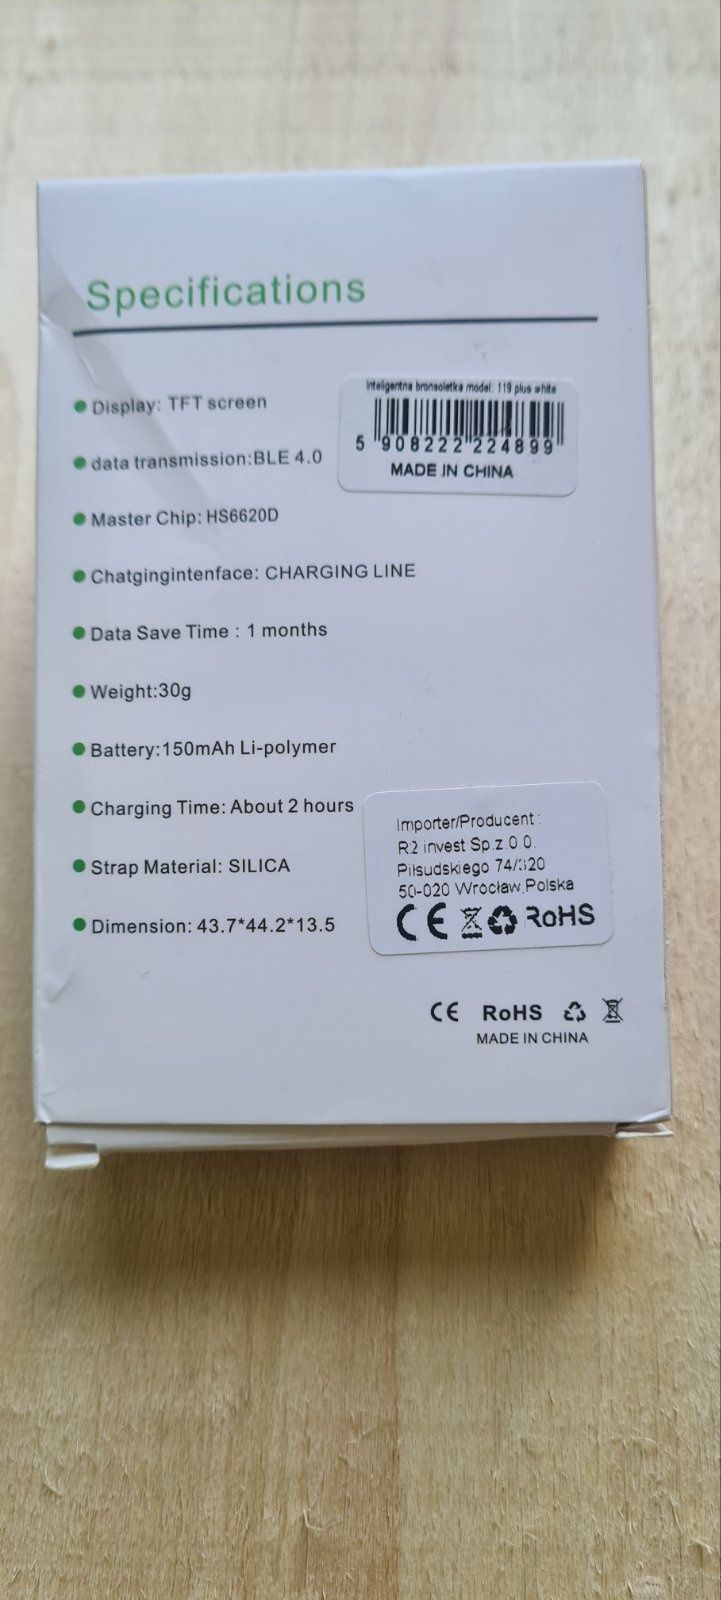 Specifications
Display: TFT screen
Inteligentna bronsoletka model: 119 plus white
5 908222 224899
MADE IN CHINA
data transmission:BLE 4.0
Master Chip: HS6620D
Chatgingintenface: CHARGING LINE
Data Save Time : 1 months
Weight:30g
Battery:150mAh Li-polymer
Charging Time: About 2 hours
Strap Material: SILICA
Dimension: 43.7*44.2*13.5
Importer/Producent :
R2 invest Sp.z.o.o.
Piłsudskiego 74/320
50-020 Wrocław,Polska
CE RoHS
CE RoHS
MADE IN CHINA